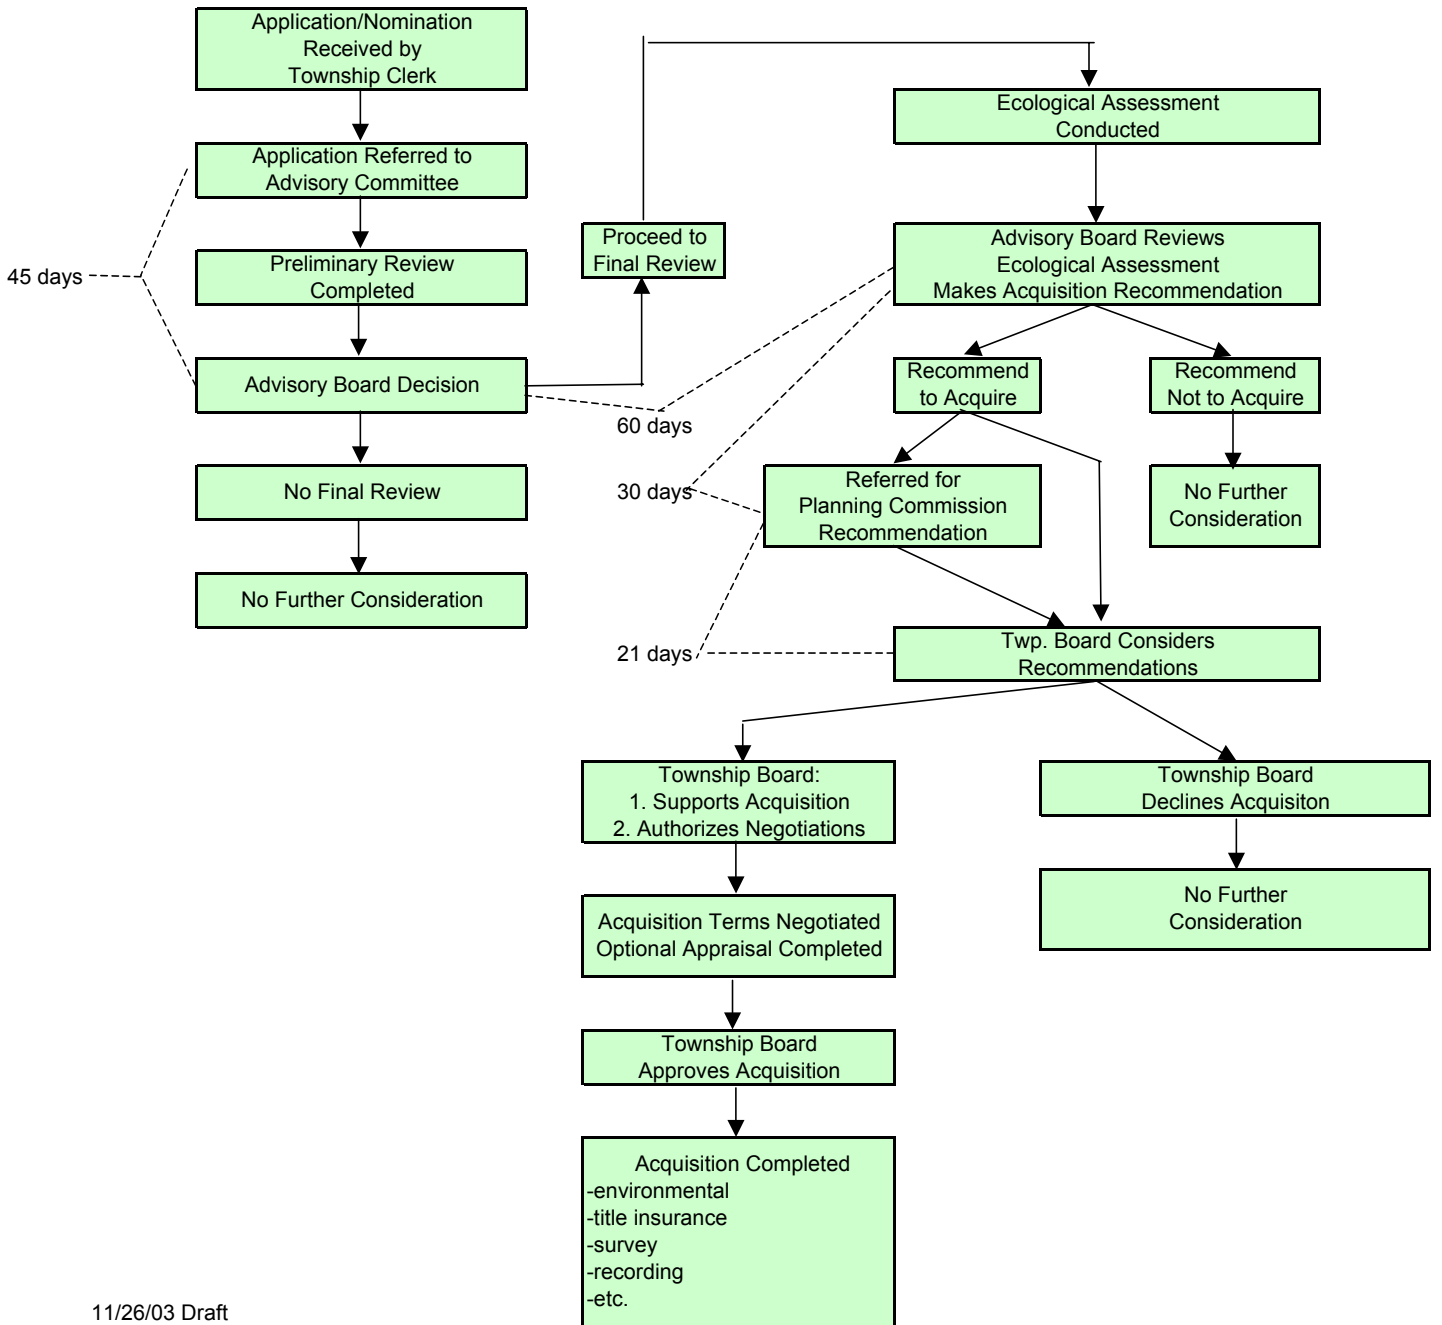 Application/Nomination
Received by
Township Clerk
Application Referred to
Advisory Committee
45 days
Preliminary Review
Completed
Advisory Board Decision
No Final Review
No Further Consideration
Proceed to
Final Review
Ecological Assessment
Conducted
Advisory Board Reviews
Ecological Assessment
Makes Acquisition Recommendation
60 days
Recommend
to Acquire
Recommend
Not to Acquire
30 days
Referred for
Planning Commission
Recommendation
No Further
Consideration
21 days
Twp. Board Considers
Recommendations
Township Board:
1. Supports Acquisition
2. Authorizes Negotiations
Township Board
Declines Acquisiton
Acquisition Terms Negotiated
Optional Appraisal Completed
No Further
Consideration
Township Board
Approves Acquisition
Acquisition Completed
-environmental
-title insurance
-survey
-recording
-etc.
11/26/03 Draft